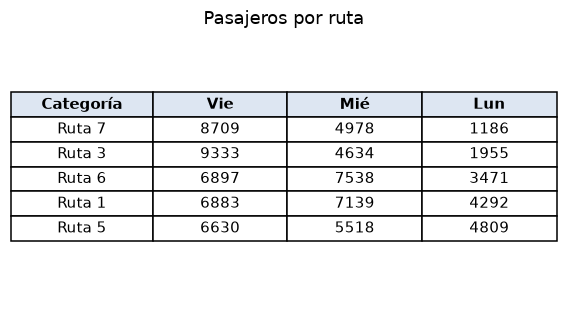 Pasajeros por ruta
Categoría Vie Mié Lun
Ruta 7 8709 4978 1186
Ruta 3 9333 4634 1955
Ruta 6 6897 7538 3471
Ruta 1 6883 7139 4292
Ruta 5 6630 5518 4809